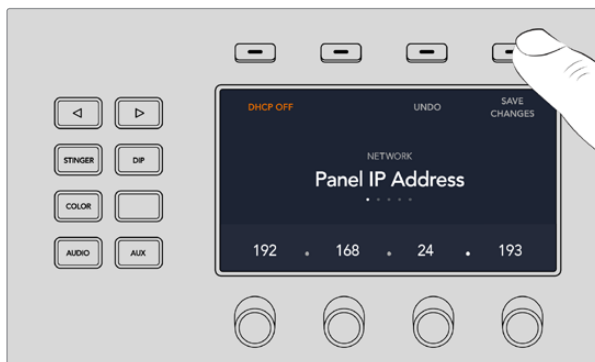 DHCP OFF
UNDO
SAVE
CHANGES
NETWORK
Panel IP Address
192 . 168 . 24 . 193
STINGER
DIP
COLOR
AUDIO
AUX